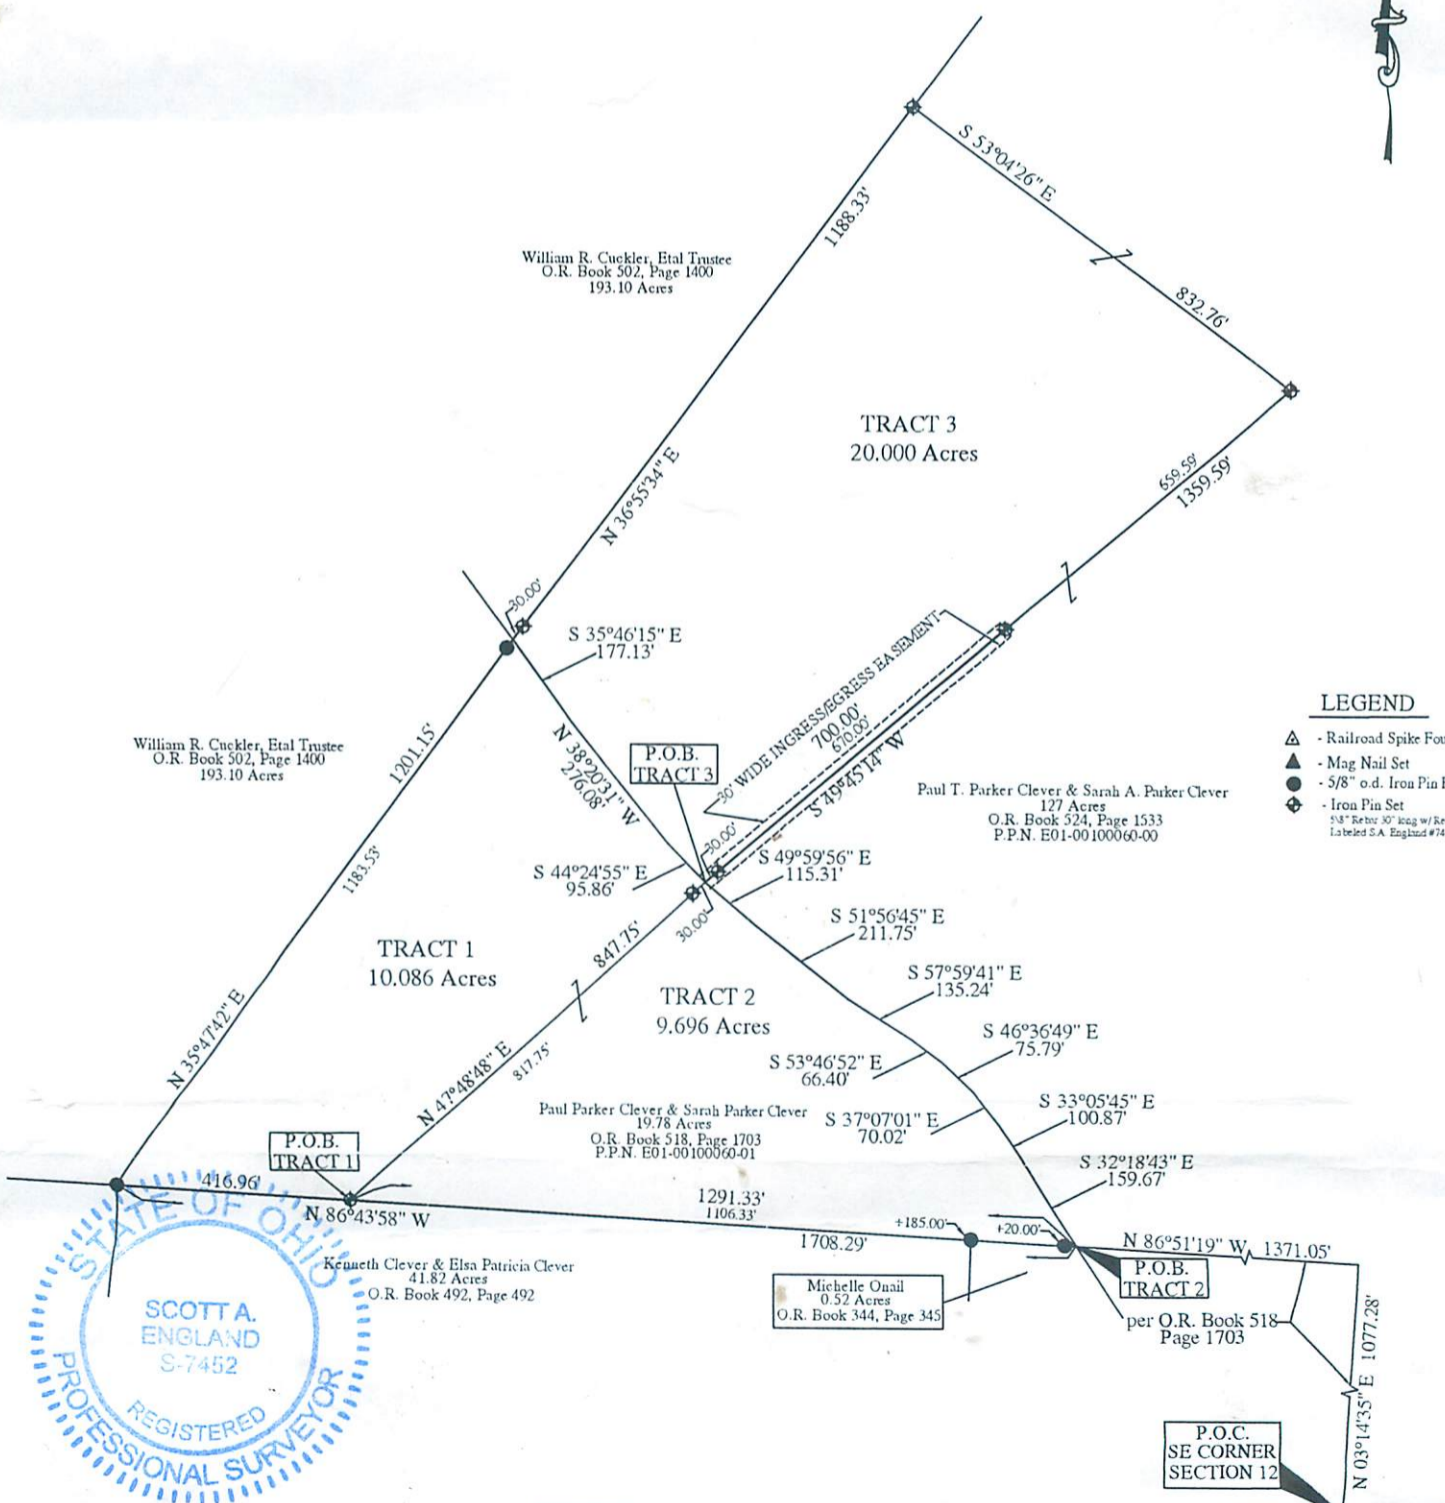 S 53°04'26" E
1188.33'
William R. Cuckler, Etal Trustee
O.R. Book 502, Page 1400
193.10 Acres
832.76'
TRACT 3
20.000 Acres
659.59'
1359.59'
N 36°55'34" E
30.00'
S 35°46'15" E
177.13'
30' WIDE INGRESS/EGRESS EASEMENT
700.00'
670.00'
S 49°45'14" W
LEGEND
- Railroad Spike Fou
- Mag Nail Set
- 5/8" o.d. Iron Pin
- Iron Pin Set
5/8" Rebar 30" long w/ Re
Labeled S.A. England #74
William R. Cuckler, Etal Trustee
O.R. Book 502, Page 1400
193.10 Acres
1201.15'
1183.53'
N 38°20'31" W
276.08'
P.O.B.
TRACT 3
Paul T. Parker Clever & Sarah A. Parker Clever
127 Acres
O.R. Book 524, Page 1533
P.P.N. E01-00100060-00
30.00'
S 44°24'55" E
95.86'
S 49°59'56" E
115.31'
30.00'
S 51°56'45" E
211.75'
847.75'
TRACT 1
10.086 Acres
S 57°59'41" E
135.24'
TRACT 2
9.696 Acres
N 35°47'42" E
N 47°48'48" E
817.75'
S 46°36'49" E
75.79'
S 53°46'52" E
66.40'
Paul Parker Clever & Sarah Parker Clever
19.78 Acres
O.R. Book 518, Page 1703
P.P.N. E01-00100060-01
S 37°07'01" E
70.02'
S 33°05'45" E
100.87'
P.O.B.
TRACT 1
S 32°18'43" E
159.67'
416.96'
N 86°43'58" W
1291.33'
1106.33'
1708.29'
+185.00'
+20.00'
N 86°51'19" W 1371.05'
P.O.B.
TRACT 2
Kenneth Clever & Elsa Patricia Clever
41.82 Acres
O.R. Book 492, Page 492
Michelle Onail
0.52 Acres
O.R. Book 344, Page 345
per O.R. Book 518
Page 1703
N 03°14'35" E 1077.28'
P.O.C.
SE CORNER
SECTION 12
STATE OF OHIO
SCOTT A.
ENGLAND
S-7452
REGISTERED
PROFESSIONAL SURVEYOR